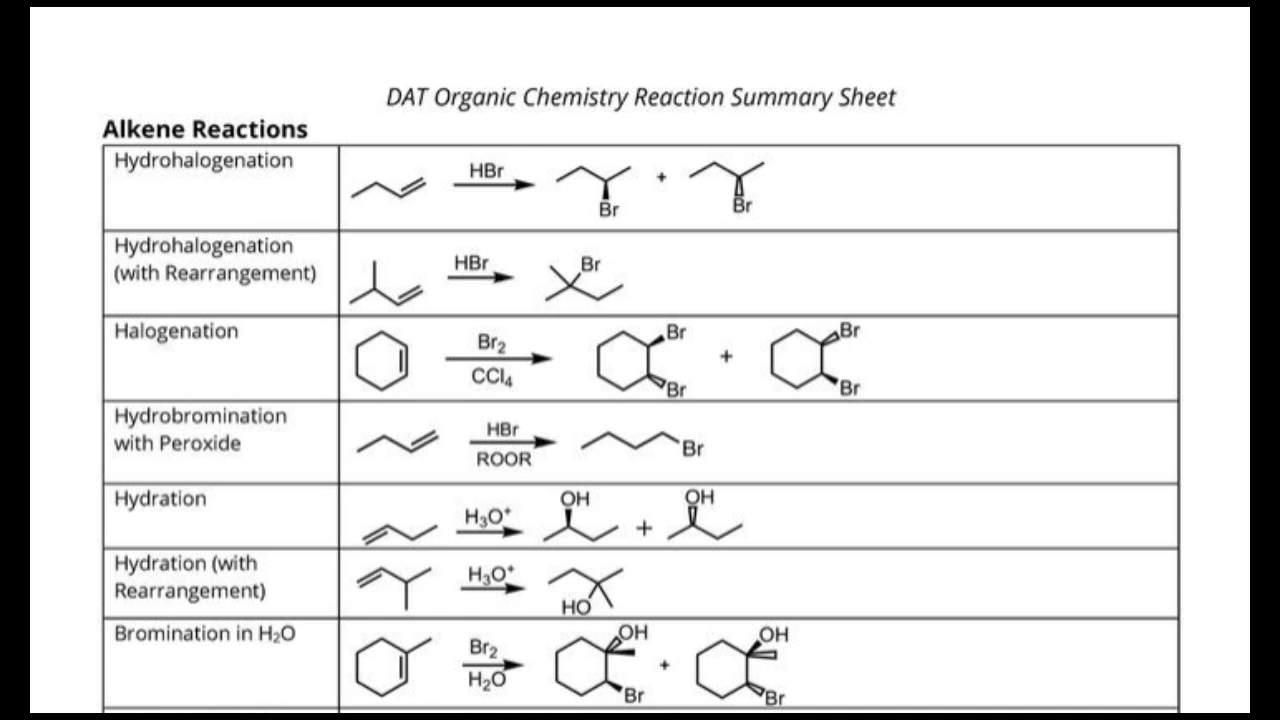 DAT Organic Chemistry Reaction Summary Sheet
Alkene Reactions
Hydrohalogenation
HBr
+
Br
Br
Hydrohalogenation
(with Rearrangement)
HBr
Br
Halogenation
Br₂
CCl₄
Br
Br
+
Br
Br
Hydrobromination
with Peroxide
HBr
ROOR
Br
Hydration
H₃O⁺
OH
+
OH
Hydration (with
Rearrangement)
H₃O⁺
HO
Bromination in H₂O
Br₂
H₂O
OH
Br
+
OH
Br